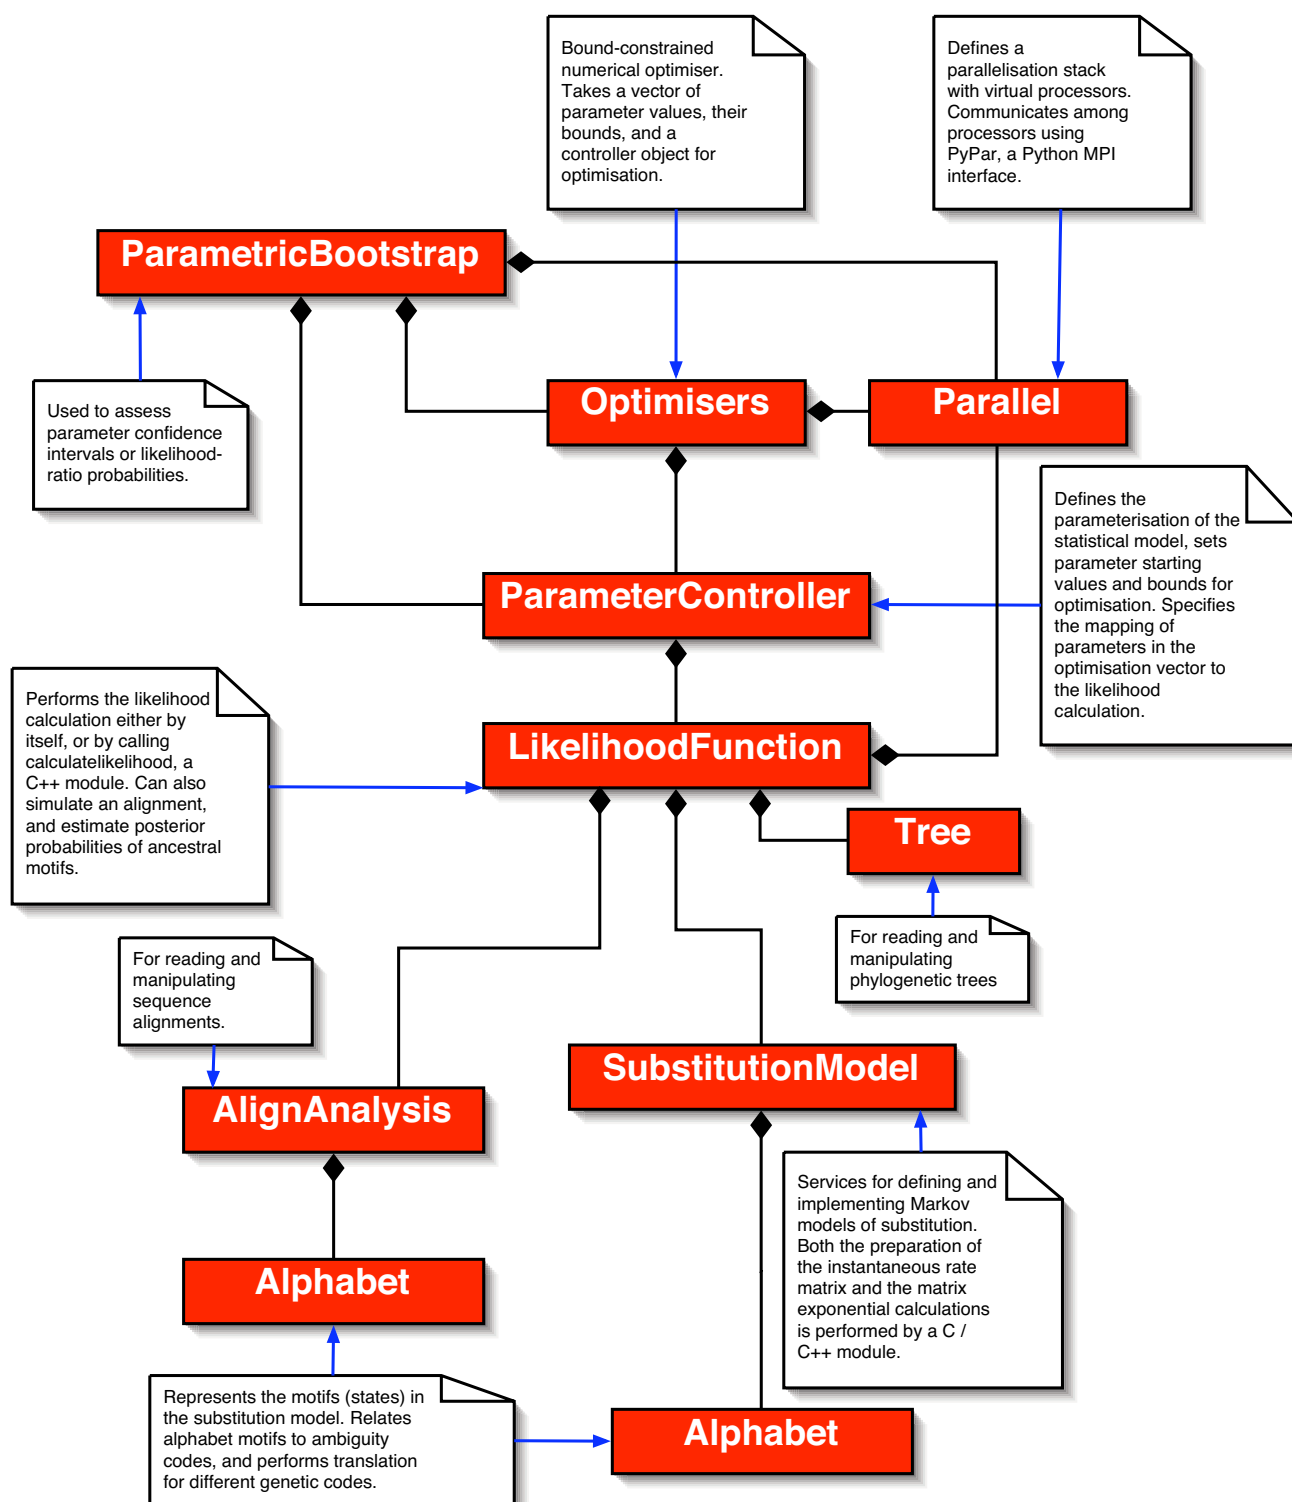 Bound-constrained
numerical optimiser.
Takes a vector of
parameter values, their
bounds, and a
controller object for
optimisation.
Defines a
parallelisation stack
with virtual processors.
Communicates among
processors using
PyPar, a Python MPI
interface.
ParametricBootstrap
Optimisers
Parallel
Used to assess
parameter confidence
intervals or likelihood-
ratio probabilities.
Defines the
parameterisation of the
statistical model, sets
parameter starting
values and bounds for
optimisation. Specifies
the mapping of
parameters in the
optimisation vector to
the likelihood
calculation.
ParameterController
Performs the likelihood
calculation either by
itself, or by calling
calculatelikelihood, a
C++ module. Can also
simulate an alignment,
and estimate posterior
probabilities of ancestral
motifs.
LikelihoodFunction
Tree
For reading and
manipulating
phylogenetic trees
For reading and
manipulating
sequence
alignments.
SubstitutionModel
AlignAnalysis
Services for defining and
implementing Markov
models of substitution.
Both the preparation of
the instantaneous rate
matrix and the matrix
exponential calculations
is performed by a C /
C++ module.
Alphabet
Represents the motifs (states) in
the substitution model. Relates
alphabet motifs to ambiguity
codes, and performs translation
for different genetic codes.
Alphabet